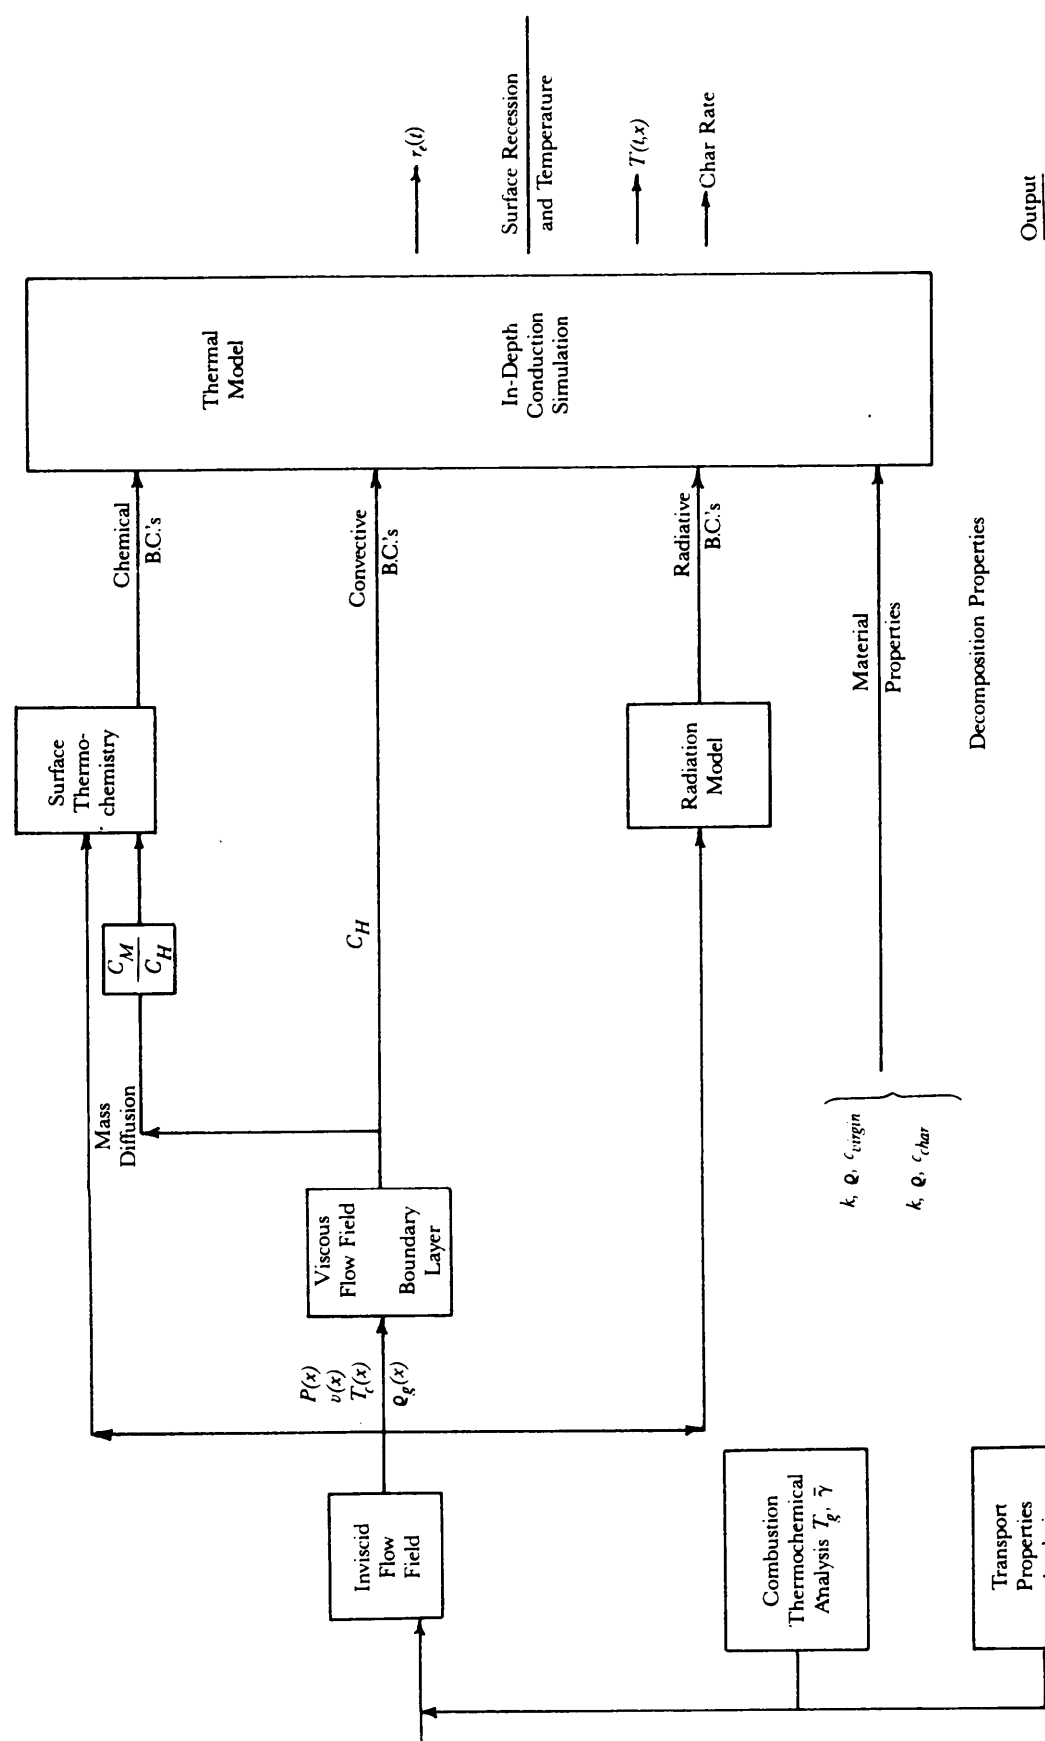 Inviscid
Flow
Field
Combustion
Thermochemical
Analysis T_g, γ̄
Transport
Properties
P(x)
v(x)
T_e(x)
ϱ_g(x)
Viscous
Flow Field
Boundary
Layer
Mass
Diffusion
C_M
C_H
C_H
Surface
Thermo-
chemistry
Radiation
Model
k, ϱ, c_virgin
k, ϱ, c_char
Chemical
B.C.'s
Convective
B.C.'s
Radiative
B.C.'s
Material
Properties
Decomposition Properties
Thermal
Model
In-Depth
Conduction
Simulation
r_e(t)
Surface Recession
and Temperature
T(t,x)
Char Rate
Output